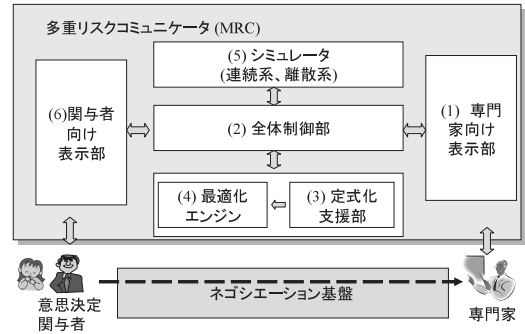 多重リスクコミュニケータ(MRC)
(5) シミュレータ
(連続系、離散系)
(6)関与者
向け
表示部
(2) 全体制御部
(1) 専門
家向け
表示部
(4) 最適化
エンジン
(3) 定式化
支援部
意思決定
関与者
ネゴシエーション基盤
専門家